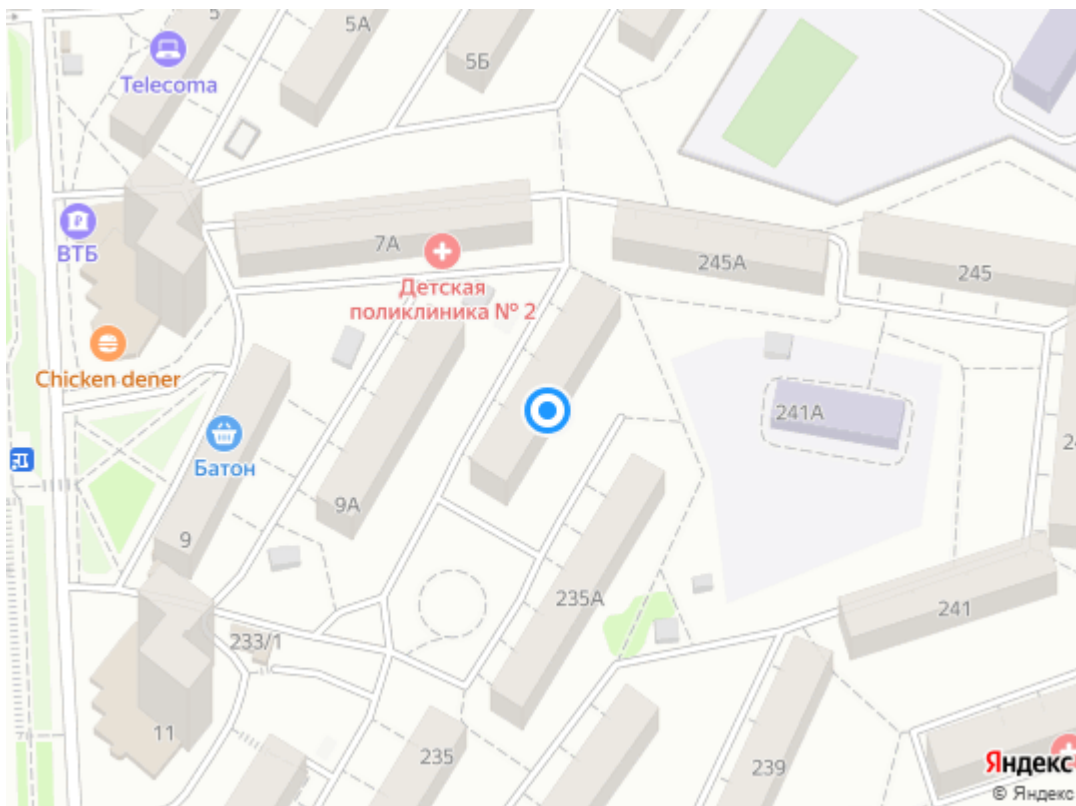 5
5А
5Б
Telecoma
ВТБ
7А
Детская
поликлиника № 2
245А
245
Chicken dener
241А
Батон
9А
9
235А
241
233/1
11
235
239
Яндекс
© Яндекс